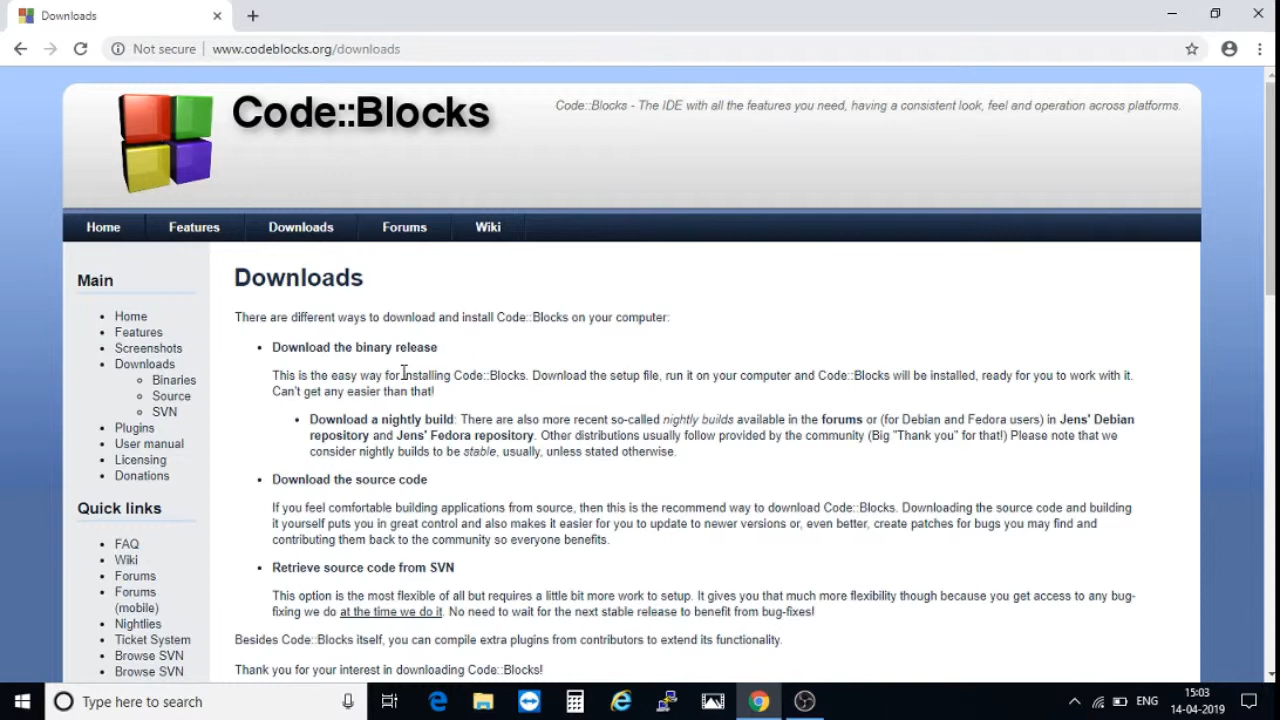 Downloads
Not secure | www.codeblocks.org/downloads
Code::Blocks
Code::Blocks - The IDE with all the features you need, having a consistent look, feel and operation across platforms.
Home Features Downloads Forums Wiki
Main
Home
Features
Screenshots
Downloads
Binaries
Source
SVN
Plugins
User manual
Licensing
Donations
Quick links
FAQ
Wiki
Forums
Forums
(mobile)
Nightlies
Ticket System
Browse SVN
Browse SVN
Downloads
There are different ways to download and install Code::Blocks on your computer:
Download the binary release
This is the easy way for installing Code::Blocks. Download the setup file, run it on your computer and Code::Blocks will be installed, ready for you to work with it.
Can't get any easier than that!
Download a nightly build: There are also more recent so-called nightly builds available in the forums or (for Debian and Fedora users) in Jens' Debian
repository and Jens' Fedora repository. Other distributions usually follow provided by the community (Big "Thank you" for that!) Please note that we
consider nightly builds to be stable, usually, unless stated otherwise.
Download the source code
If you feel comfortable building applications from source, then this is the recommend way to download Code::Blocks. Downloading the source code and building
it yourself puts you in great control and also makes it easier for you to update to newer versions or, even better, create patches for bugs you may find and
contributing them back to the community so everyone benefits.
Retrieve source code from SVN
This option is the most flexible of all but requires a little bit more work to setup. It gives you that much more flexibility though because you get access to any bug-
fixing we do at the time we do it. No need to wait for the next stable release to benefit from bug-fixes!
Besides Code::Blocks itself, you can compile extra plugins from contributors to extend its functionality.
Thank you for your interest in downloading Code::Blocks!
Type here to search
ENG
15:03
14-04-2019